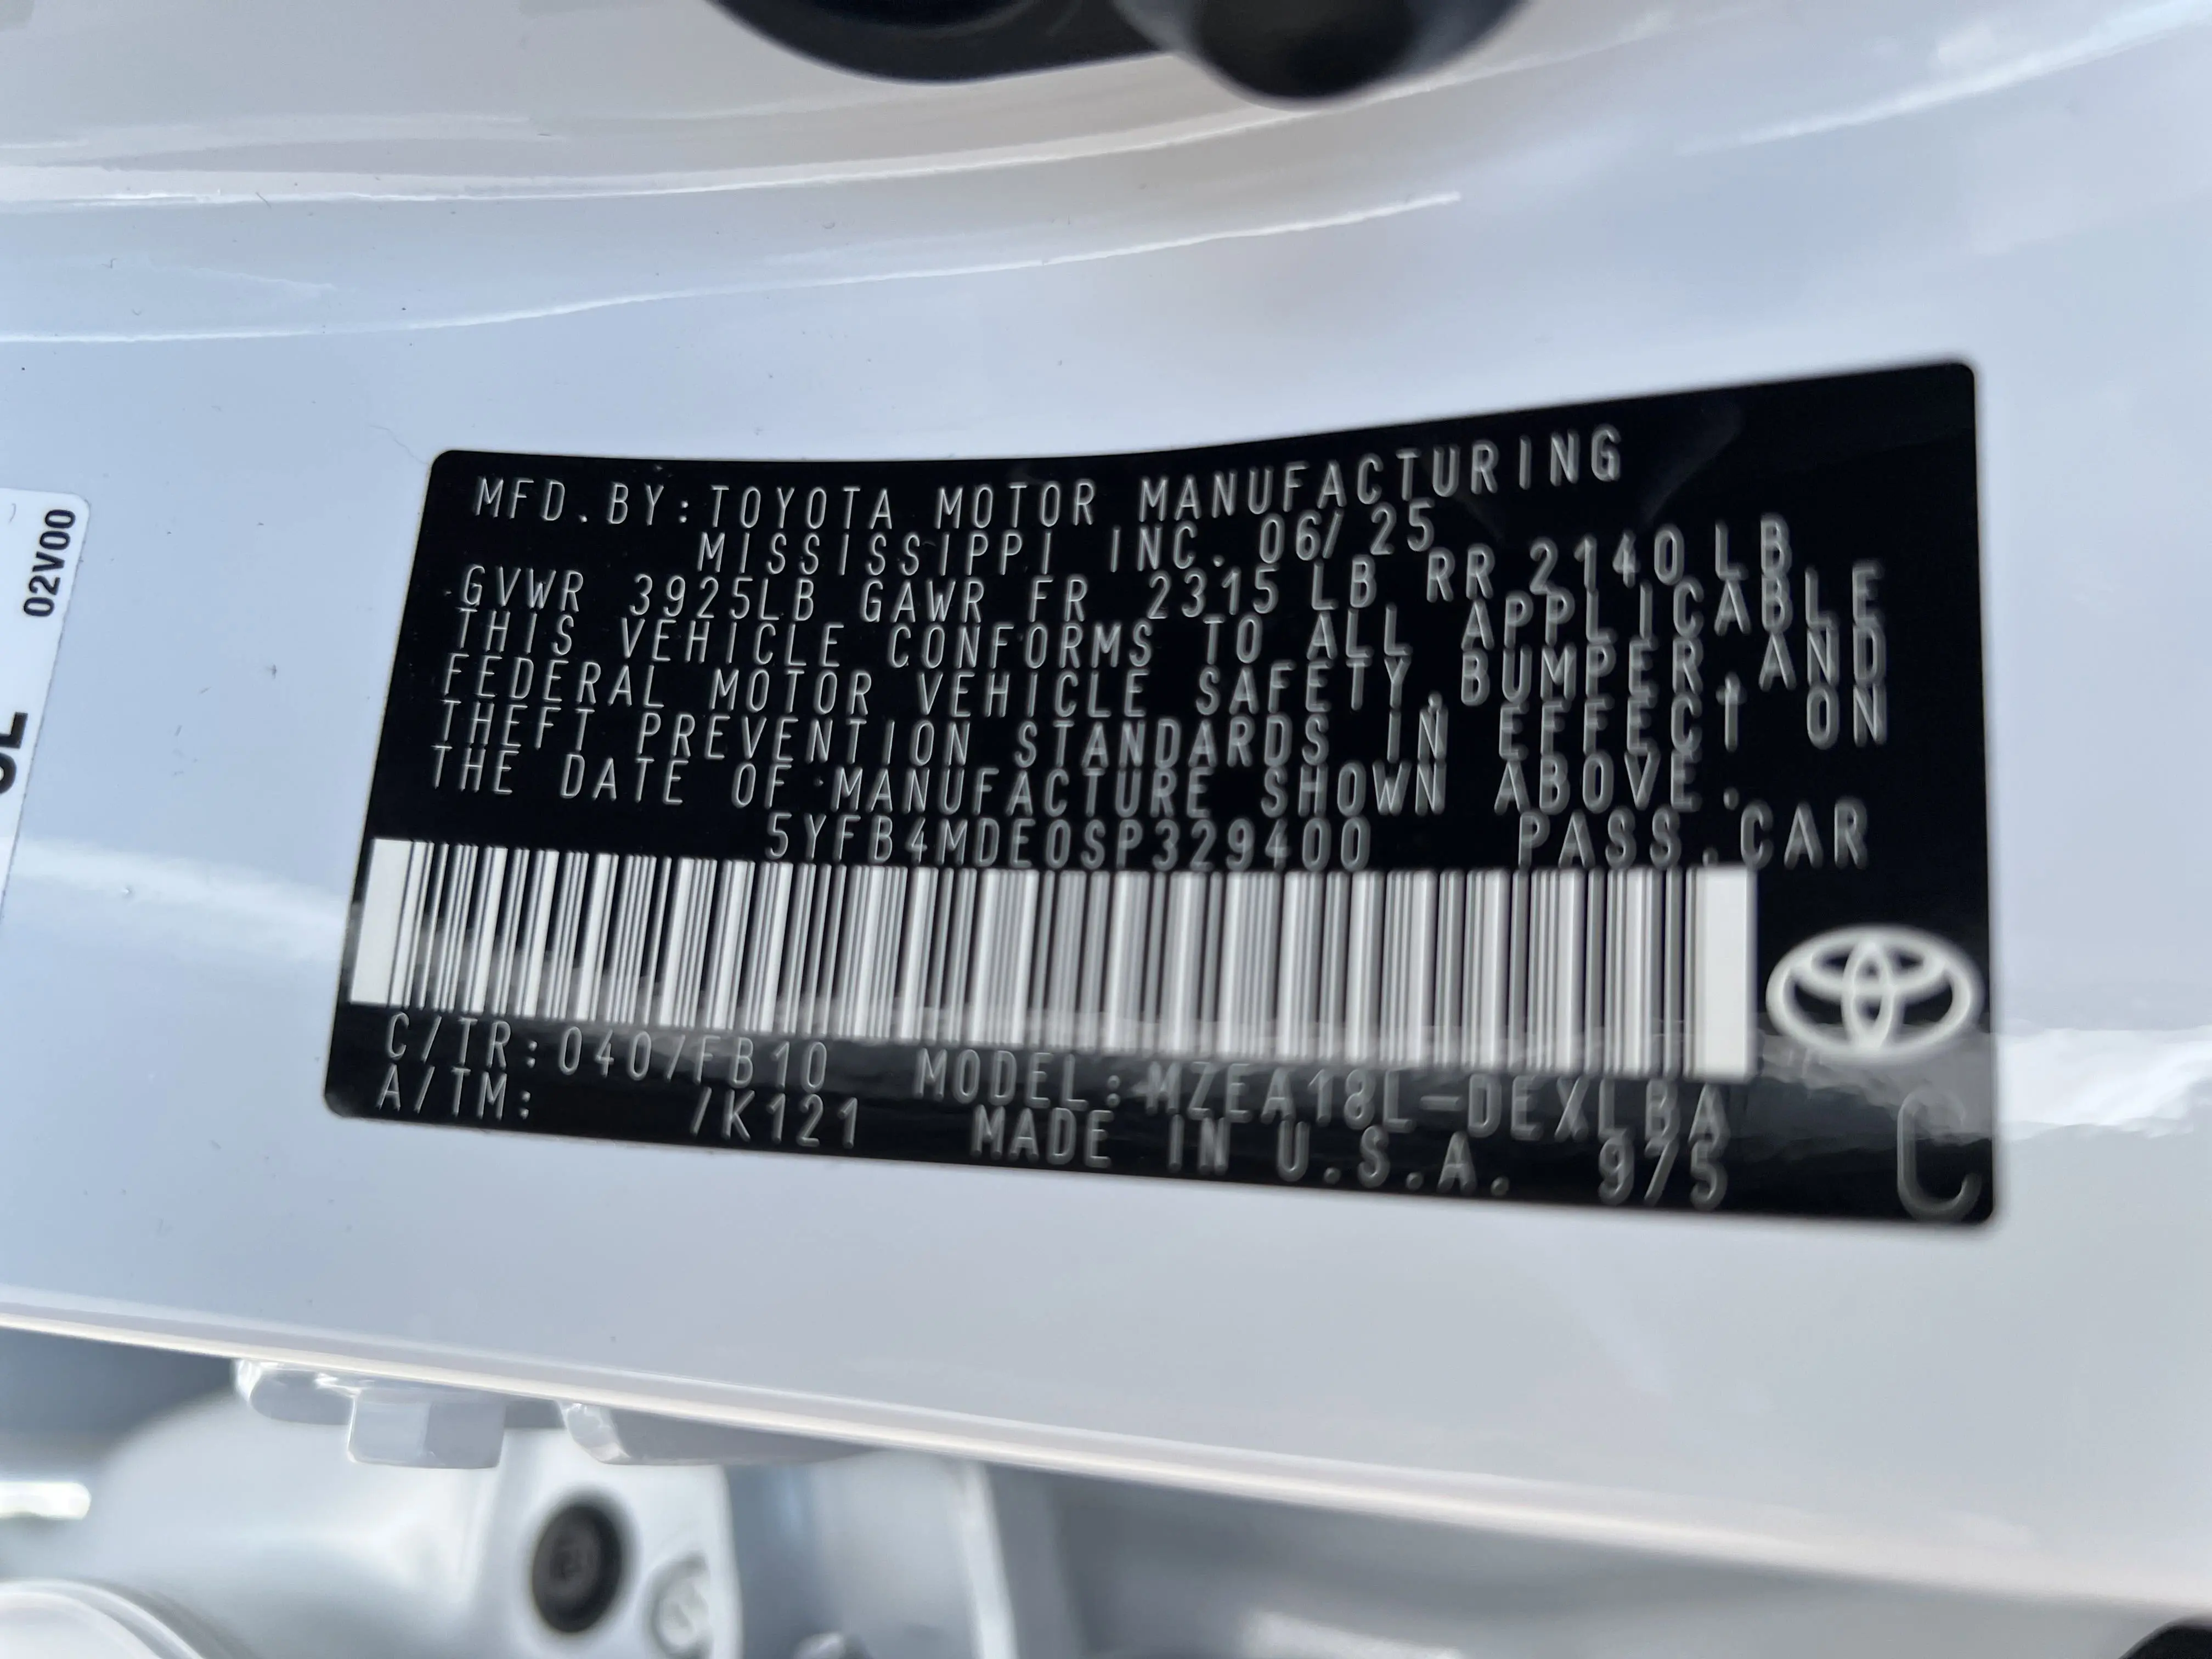 MFD.BY:TOYOTA MOTOR MANUFACTURING
MISSISSIPPI INC. 06/25
GVWR 3925LB GAWR FR 2315 LB RR 2140 LB
THIS VEHICLE CONFORMS TO ALL APPLICABLE
FEDERAL MOTOR VEHICLE SAFETY,BUMPER,AND
THEFT PREVENTION STANDARDS IN EFFECT ON
THE DATE OF MANUFACTURE SHOWN ABOVE.
5YFB4MDE0SP329400 PASS.CAR
C/TR:040/FB10 MODEL:MZEA18L-DEXLBA
A/TM: /K121 MADE IN U.S.A. 975
C
02V00